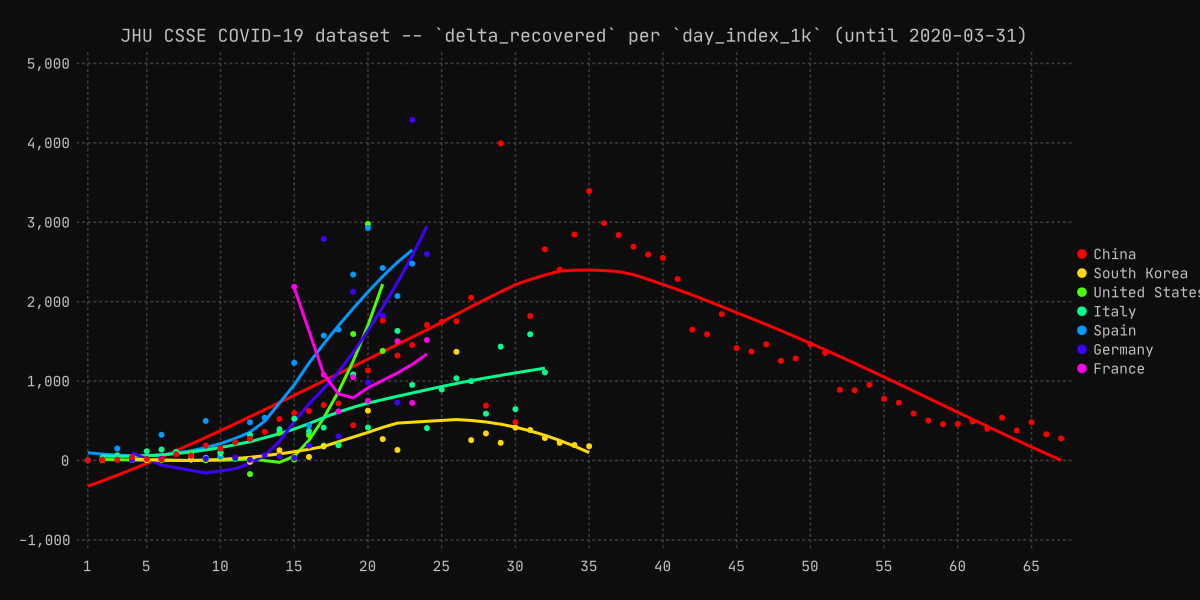 JHU CSSE COVID-19 dataset -- `delta_recovered` per `day_index_1k` (until 2020-03-31)
5,000
4,000
3,000
2,000
1,000
0
-1,000
1 5 10 15 20 25 30 35 40 45 50 55 60 65
China
South Korea
United States
Italy
Spain
Germany
France